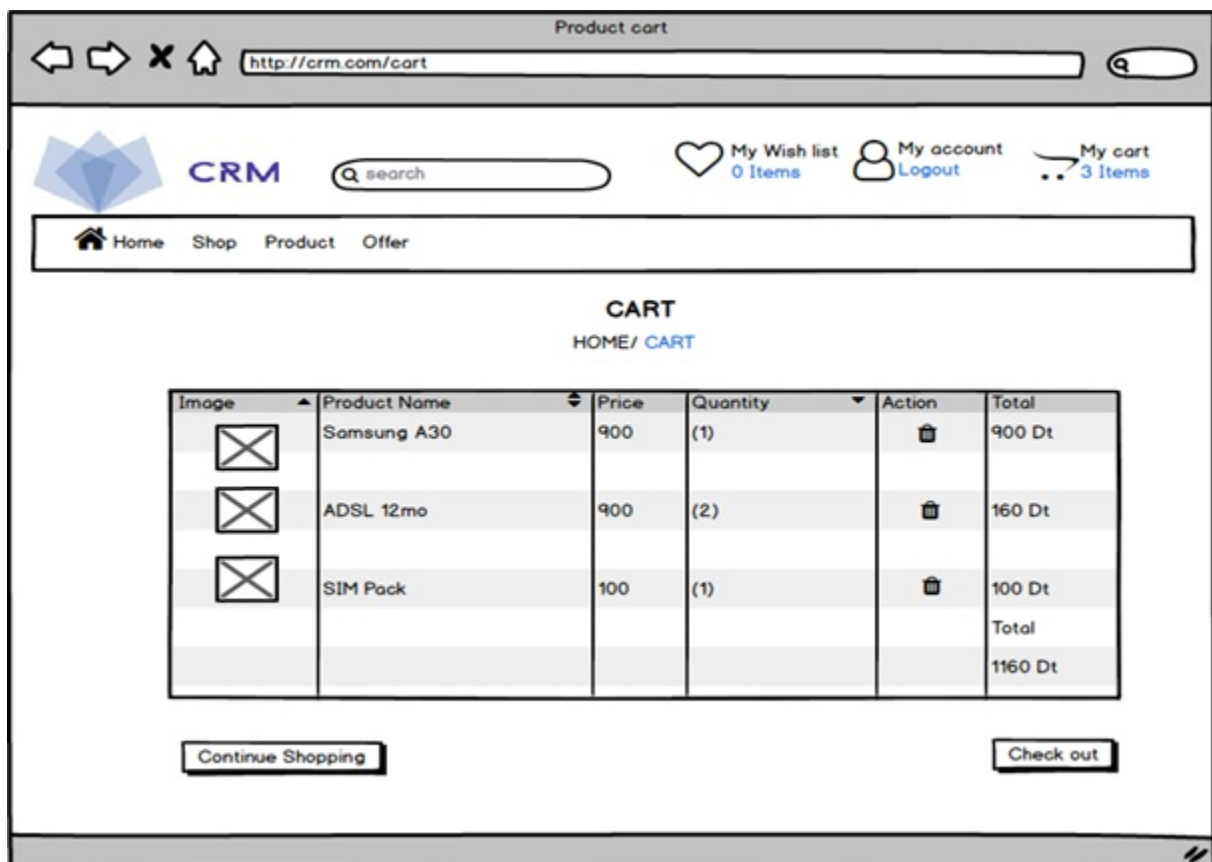 Product cart
http://crm.com/cart
CRM
search
My Wish list
0 Items
My account
Logout
My cart
3 Items
Home Shop Product Offer
CART
HOME/ CART
Image Product Name Price Quantity Action Total
Samsung A30 900 (1) 900 Dt
ADSL 12mo 900 (2) 160 Dt
SIM Pack 100 (1) 100 Dt
Total
1160 Dt
Continue Shopping
Check out